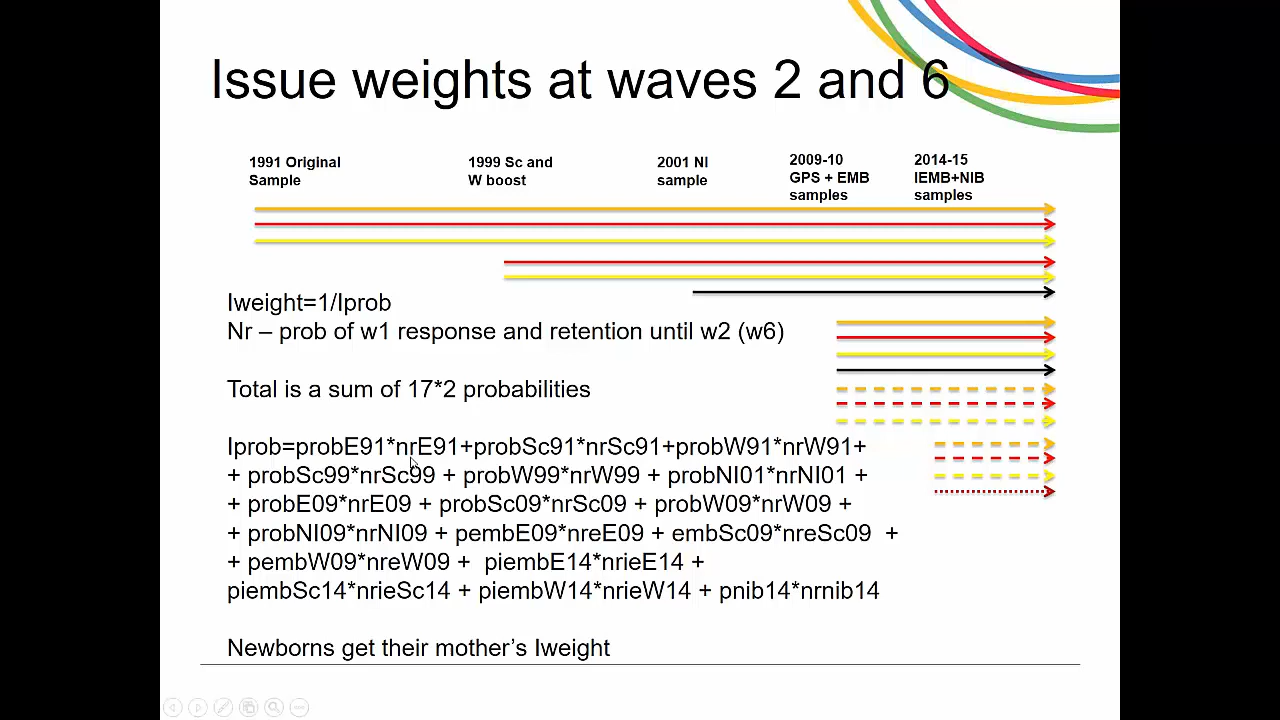 Issue weights at waves 2 and 6
1991 Original
Sample
1999 Sc and
W boost
2001 NI
sample
2009-10
GPS + EMB
samples
2014-15
IEMB+NIB
samples
Iweight=1/Iprob
Nr – prob of w1 response and retention until w2 (w6)
Total is a sum of 17*2 probabilities
Iprob=probE91*nrE91+probSc91*nrSc91+probW91*nrW91+
+ probSc99*nrSc99 + probW99*nrW99 + probNI01*nrNI01 +
+ probE09*nrE09 + probSc09*nrSc09 + probW09*nrW09 +
+ probNI09*nrNI09 + pembE09*nreE09 + embSc09*nreSc09 +
+ pembW09*nreW09 + piembE14*nrieE14 +
piembSc14*nrieSc14 + piembW14*nrieW14 + pnib14*nrnib14
Newborns get their mother’s Iweight